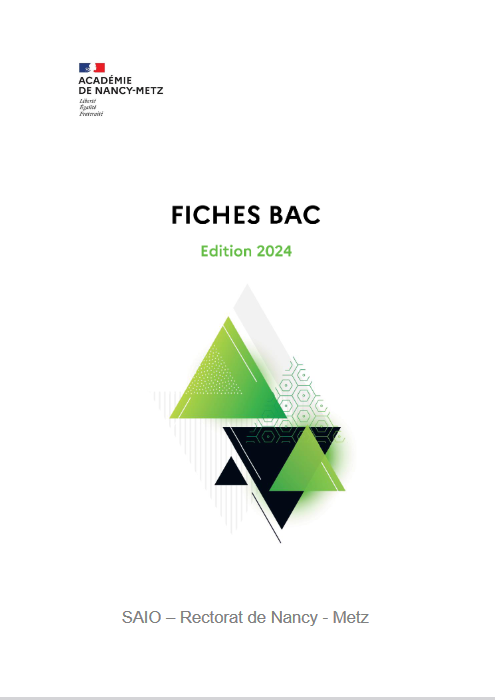 ACADÉMIE
DE NANCY-METZ
Liberté
Égalité
Fraternité
FICHES BAC
Edition 2024
SAIO – Rectorat de Nancy - Metz